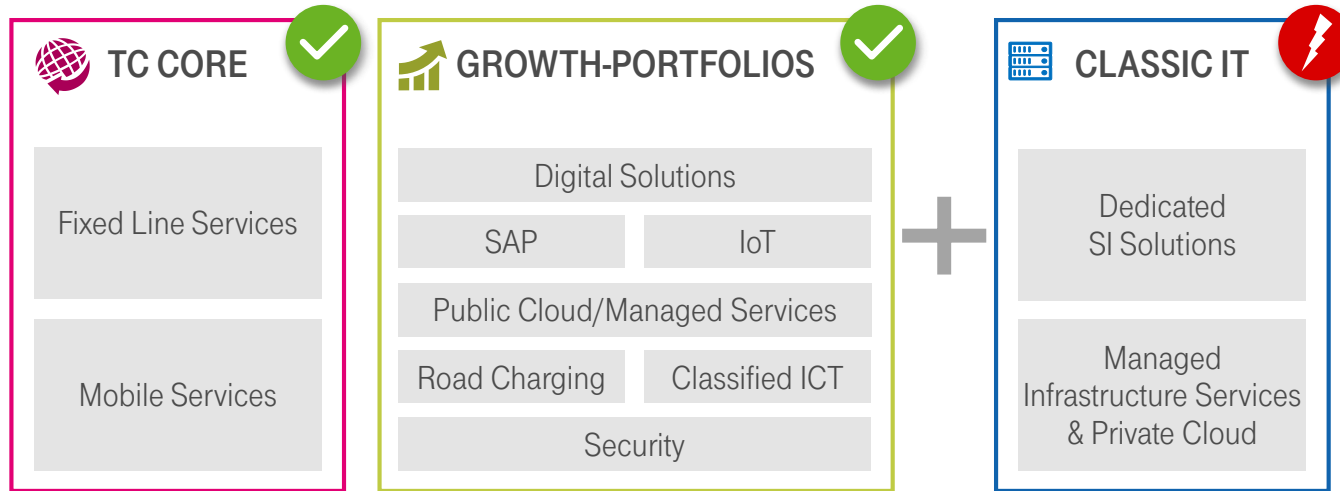 TC CORE
Fixed Line Services
Mobile Services
GROWTH-PORTFOLIOS
Digital Solutions
SAP
IoT
Public Cloud/Managed Services
Road Charging
Classified ICT
Security
CLASSIC IT
Dedicated
SI Solutions
Managed
Infrastructure Services
& Private Cloud